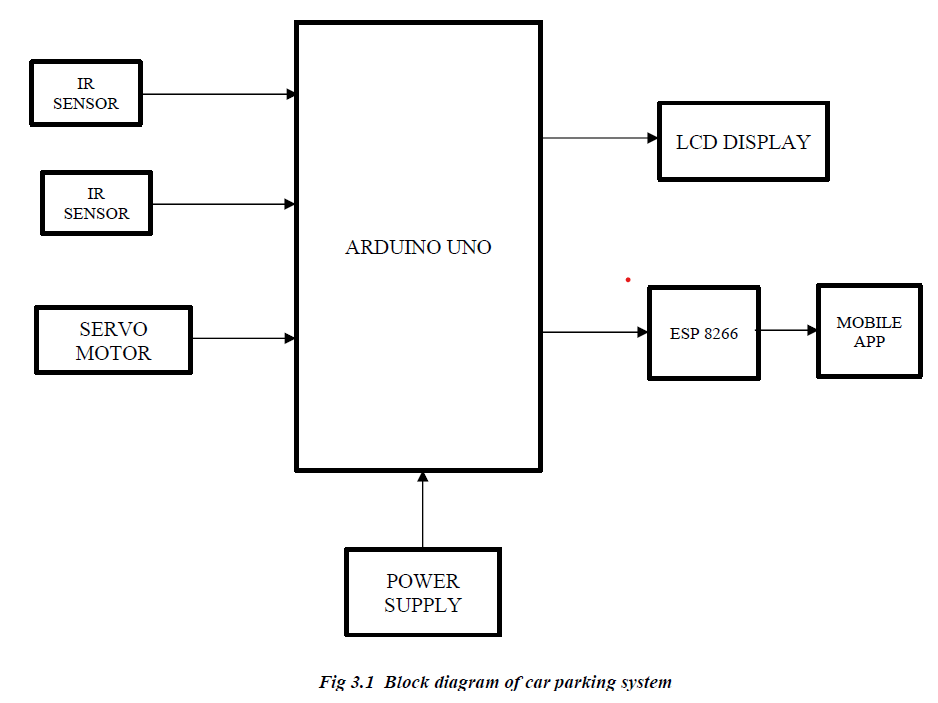 IR
SENSOR
IR
SENSOR
SERVO
MOTOR
ARDUINO UNO
LCD DISPLAY
ESP 8266
MOBILE
APP
POWER
SUPPLY
Fig 3.1 Block diagram of car parking system